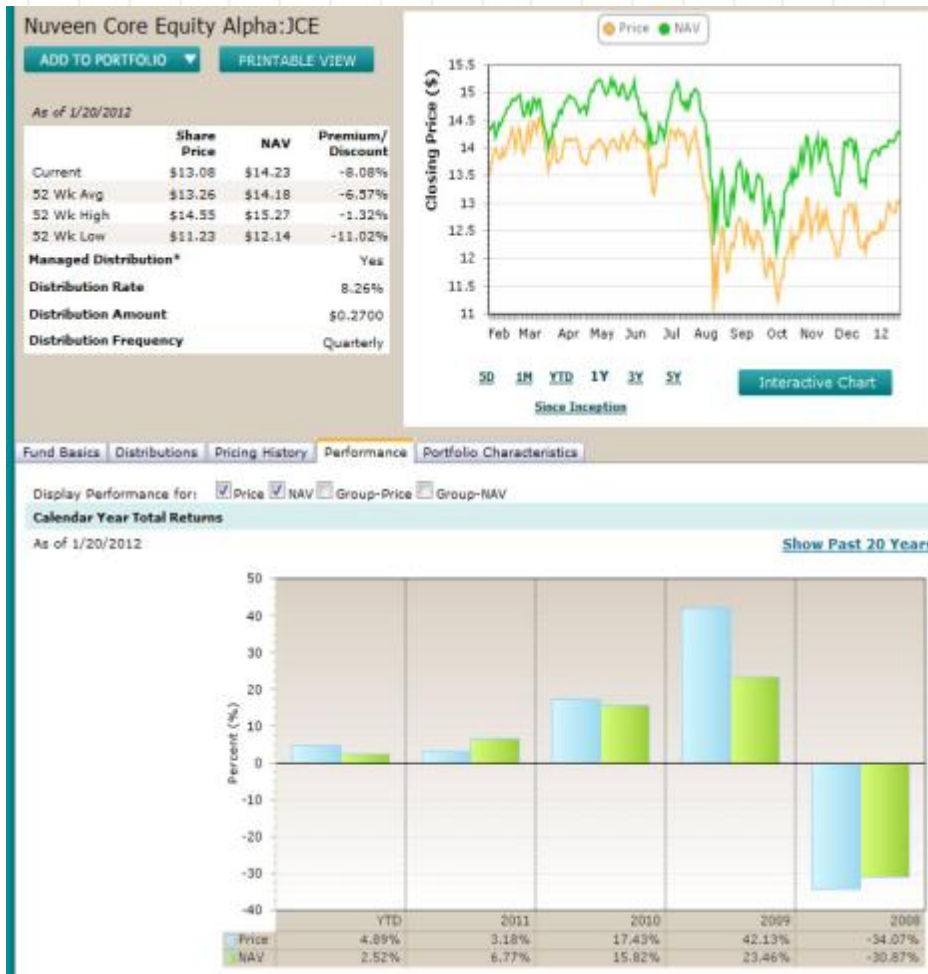 Nuveen Core Equity Alpha:JCE
ADD TO PORTFOLIO
PRINTABLE VIEW
As of 1/20/2012
Share Price NAV Premium/ Discount
Current $13.08 $14.23 -8.08%
52 Wk Avg $13.26 $14.18 -6.57%
52 Wk High $14.55 $15.27 -1.32%
52 Wk Low $11.23 $12.14 -11.02%
Managed Distribution* Yes
Distribution Rate 8.26%
Distribution Amount $0.2700
Distribution Frequency Quarterly
Price NAV
Closing Price ($)
15.5
15
14.5
14
13.5
13
12.5
12
11.5
11
Feb Mar Apr May Jun Jul Aug Sep Oct Nov Dec 12
5D 1M YTD 1Y 3Y 5Y
Since Inception
Interactive Chart
Fund Basics Distributions Pricing History Performance Portfolio Characteristics
Display Performance for: Price NAV Group-Price Group-NAV
Calendar Year Total Returns
As of 1/20/2012
Show Past 20 Years
Percent (%)
50
40
30
20
10
0
-10
-20
-30
-40
YTD 2011 2010 2009 2008
Price 4.89% 3.18% 17.43% 42.13% -34.07%
NAV 2.52% 6.77% 15.82% 23.46% -30.87%